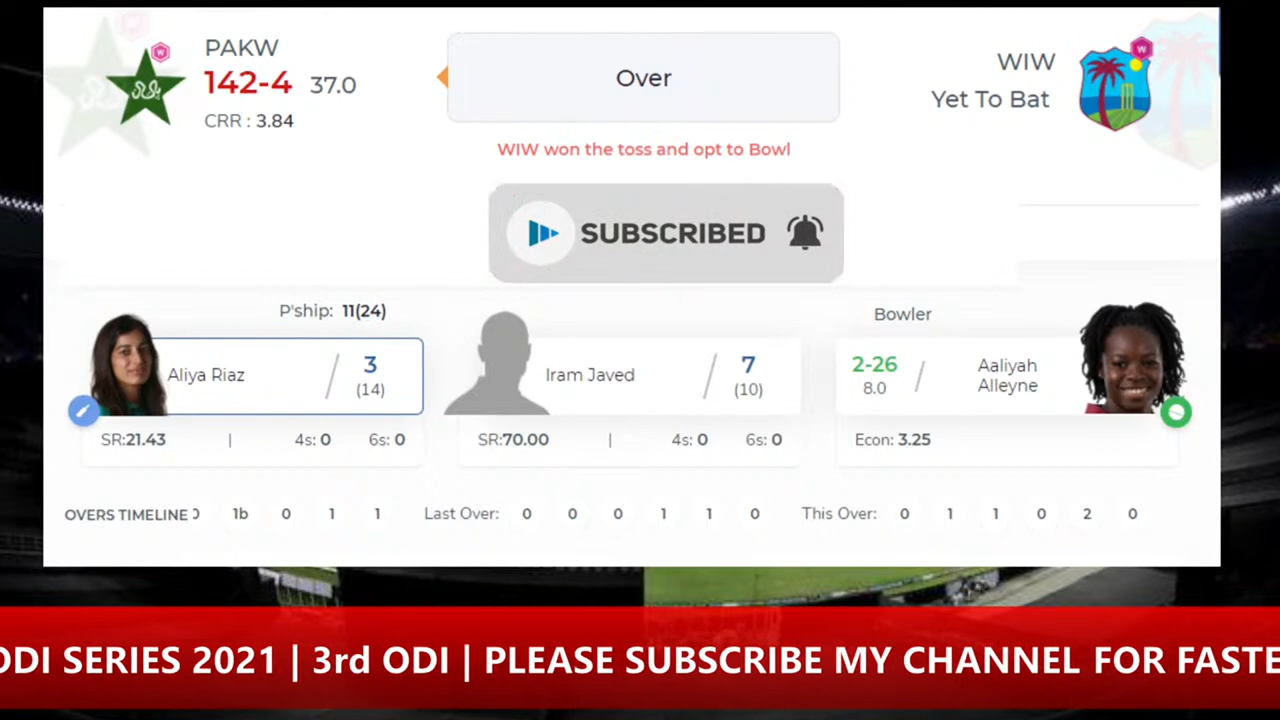 PAKW
142-4 37.0
CRR : 3.84
Over
WIW won the toss and opt to Bowl
WIW
Yet To Bat
W
W
SUBSCRIBED
P'ship: 11(24)
Bowler
Aliya Riaz / 3 (14)
SR:21.43 | 4s: 0 6s: 0
Iram Javed / 7 (10)
SR:70.00 | 4s: 0 6s: 0
2-26 8.0 / Aaliyah Alleyne
Econ: 3.25
OVERS TIMELINE 1b 0 1 1 Last Over: 0 0 0 1 1 0 This Over: 0 1 1 0 2 0
ODI SERIES 2021 | 3rd ODI | PLEASE SUBSCRIBE MY CHANNEL FOR FASTE